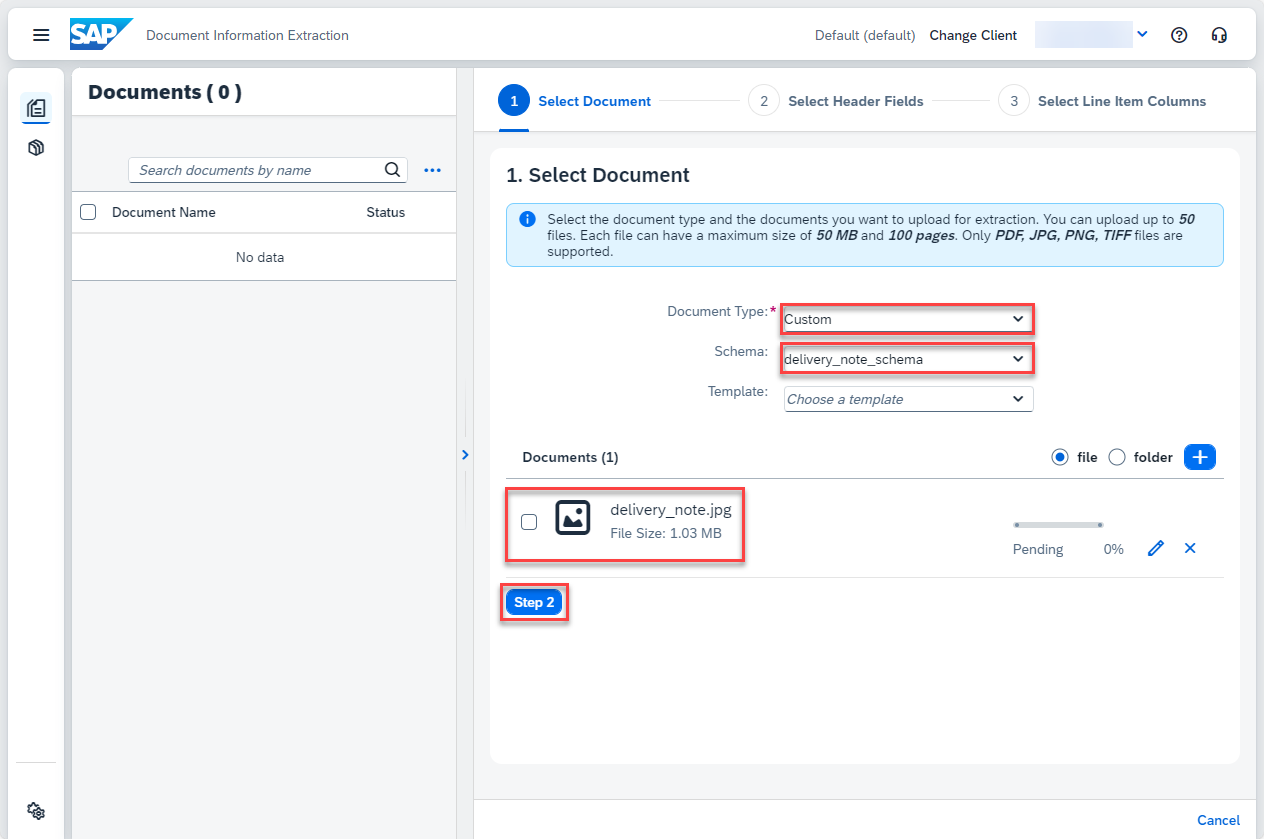 SAP Document Information Extraction
Default (default) Change Client
Documents ( 0 )
Search documents by name
Document Name Status
No data
1 Select Document 2 Select Header Fields 3 Select Line Item Columns
1. Select Document
Select the document type and the documents you want to upload for extraction. You can upload up to 50
files. Each file can have a maximum size of 50 MB and 100 pages. Only PDF, JPG, PNG, TIFF files are
supported.
Document Type:* Custom
Schema: delivery_note_schema
Template: Choose a template
Documents (1) file folder
delivery_note.jpg
File Size: 1.03 MB
Pending 0%
Step 2
Cancel